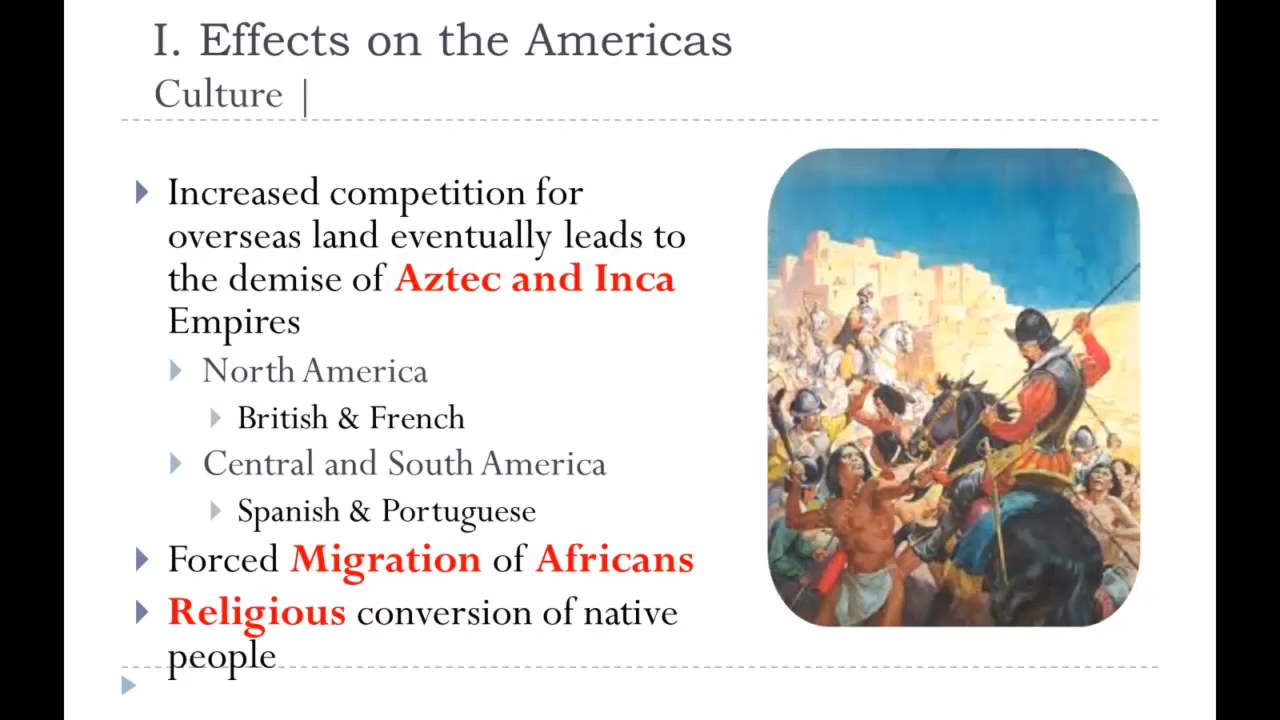 I. Effects on the Americas
Culture |
Increased competition for
overseas land eventually leads to
the demise of Aztec and Inca
Empires
North America
British & French
Central and South America
Spanish & Portuguese
Forced Migration of Africans
Religious conversion of native
people